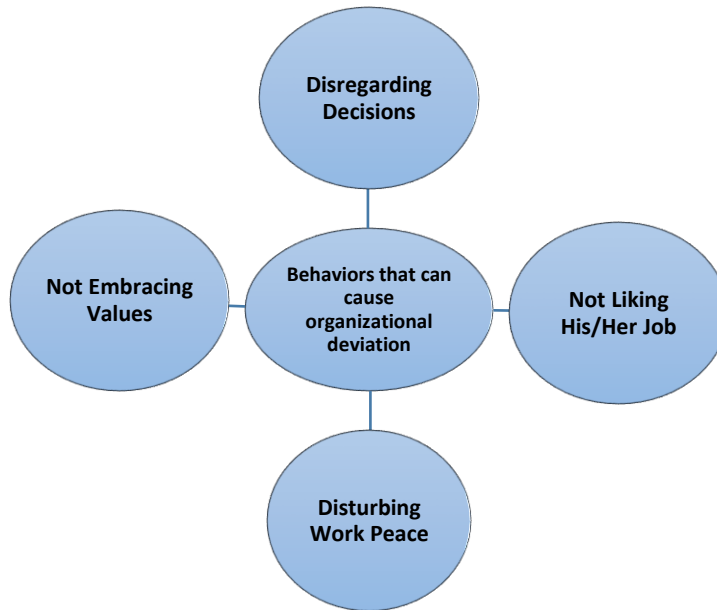 Disregarding
Decisions
Not Embracing
Values
Behaviors that can
cause
organizational
deviation
Not Liking
His/Her Job
Disturbing
Work Peace